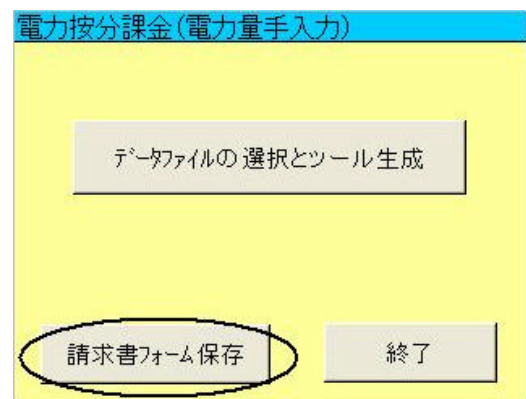 電力按分課金(電力量手入力)
ﾃﾞｰﾀﾌｧｲﾙの選択とツール生成
請求書ﾌｫｰﾑ保存
終了